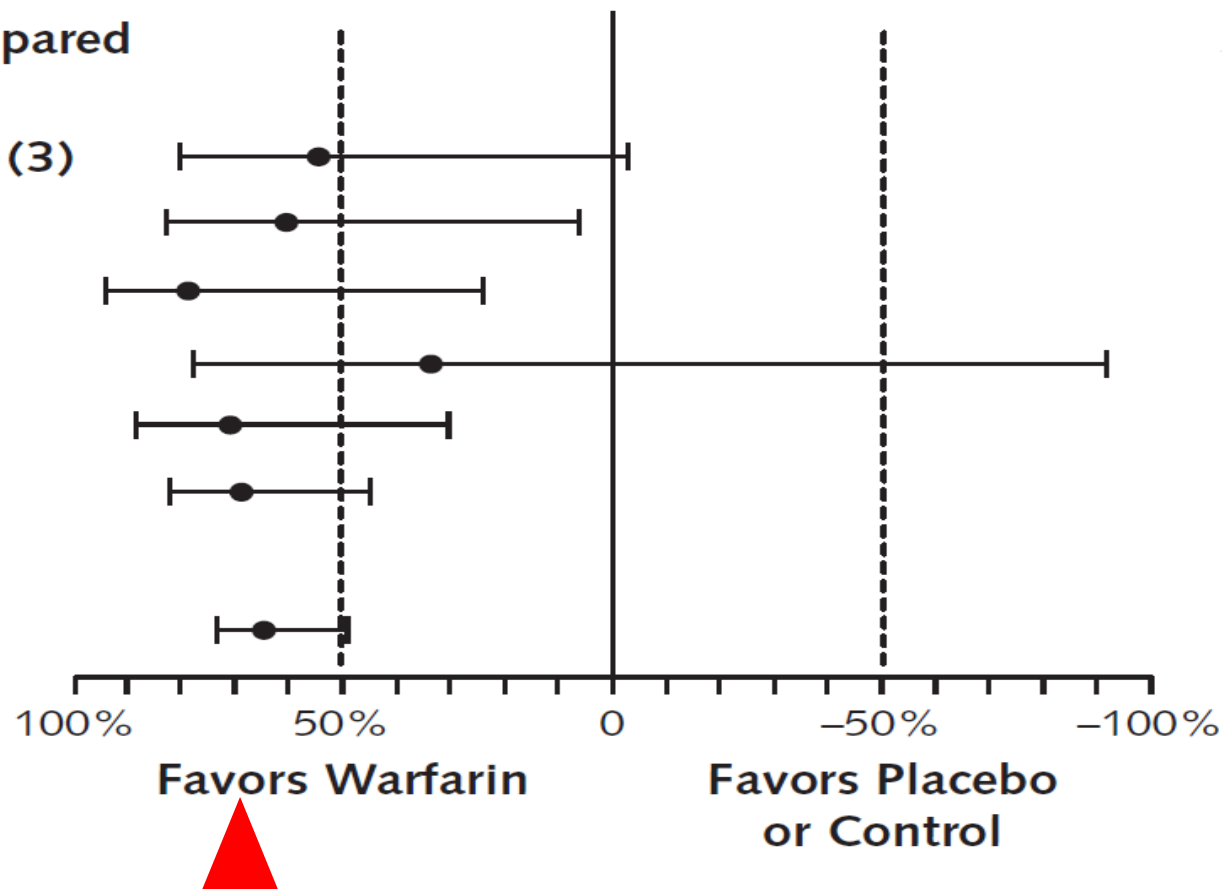 pared
(3)
100% 50% 0 –50% –100%
Favors Warfarin Favors Placebo
or Control